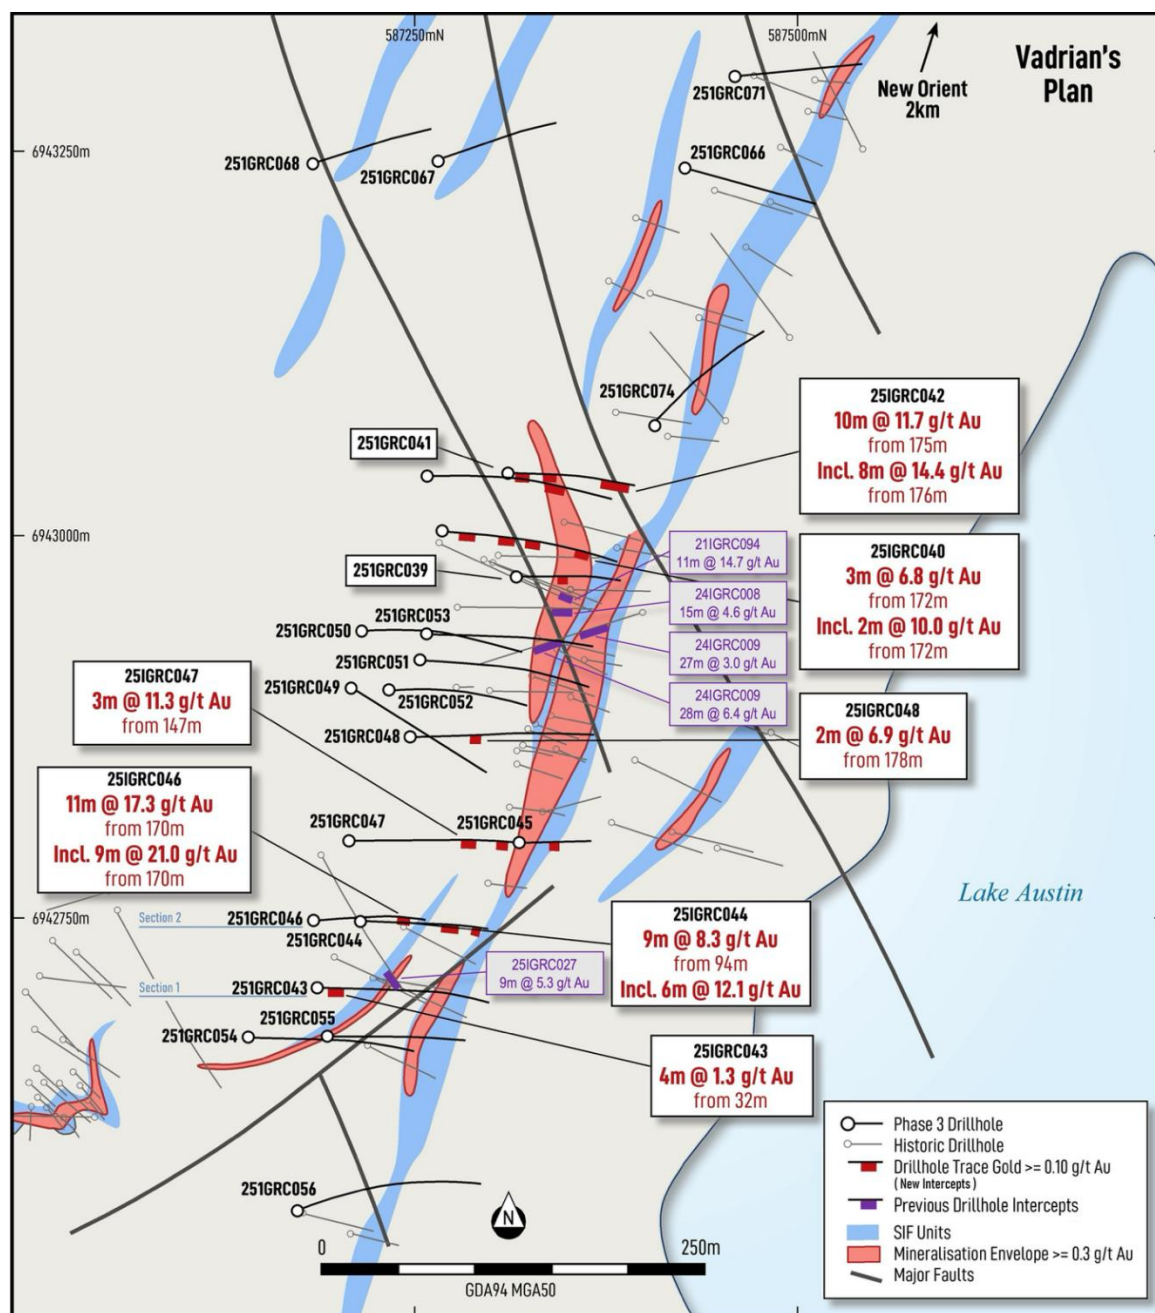 587250mN
587500mN
Vadrian's
Plan
New Orient
2km
251GRC071
6943250m
251GRC068
251GRC067
251GRC066
251GRC074
25IGRC042
10m @ 11.7 g/t Au
from 175m
Incl. 8m @ 14.4 g/t Au
from 176m
251GRC041
6943000m
21IGRC094
11m @ 14.7 g/t Au
25IGRC040
3m @ 6.8 g/t Au
from 172m
Incl. 2m @ 10.0 g/t Au
from 172m
251GRC039
24IGRC008
15m @ 4.6 g/t Au
251GRC053
251GRC050
24IGRC009
27m @ 3.0 g/t Au
251GRC051
25IGRC047
3m @ 11.3 g/t Au
from 147m
251GRC049
251GRC052
24IGRC009
28m @ 6.4 g/t Au
251GRC048
25IGRC048
2m @ 6.9 g/t Au
from 178m
25IGRC046
11m @ 17.3 g/t Au
from 170m
Incl. 9m @ 21.0 g/t Au
from 170m
251GRC047
251GRC045
Lake Austin
6942750m
Section 2
251GRC046
251GRC044
25IGRC044
9m @ 8.3 g/t Au
from 94m
Incl. 6m @ 12.1 g/t Au
25IGRC027
9m @ 5.3 g/t Au
Section 1
251GRC043
251GRC055
251GRC054
25IGRC043
4m @ 1.3 g/t Au
from 32m
251GRC056
N
0
250m
GDA94 MGA50
Phase 3 Drillhole
Historic Drillhole
Drillhole Trace Gold >= 0.10 g/t Au
( New Intercepts )
Previous Drillhole Intercepts
SIF Units
Mineralisation Envelope >= 0.3 g/t Au
Major Faults